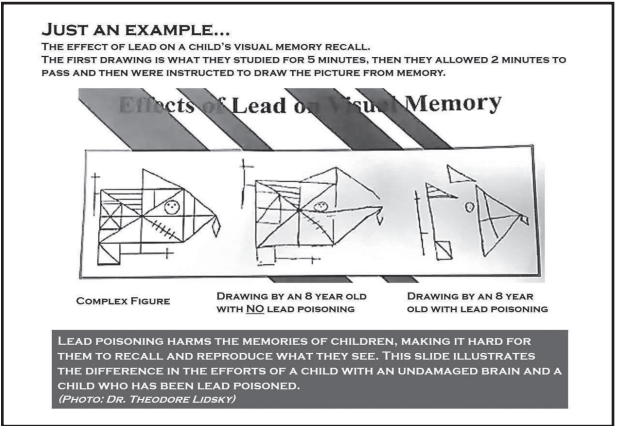 JUST AN EXAMPLE...
THE EFFECT OF LEAD ON A CHILD'S VISUAL MEMORY RECALL.
THE FIRST DRAWING IS WHAT THEY STUDIED FOR 5 MINUTES, THEN THEY ALLOWED 2 MINUTES TO
PASS AND THEN WERE INSTRUCTED TO DRAW THE PICTURE FROM MEMORY.
Effects of Lead on Visual Memory
COMPLEX FIGURE
DRAWING BY AN 8 YEAR OLD
WITH NO LEAD POISONING
DRAWING BY AN 8 YEAR
OLD WITH LEAD POISONING
LEAD POISONING HARMS THE MEMORIES OF CHILDREN, MAKING IT HARD FOR
THEM TO RECALL AND REPRODUCE WHAT THEY SEE. THIS SLIDE ILLUSTRATES
THE DIFFERENCE IN THE EFFORTS OF A CHILD WITH AN UNDAMAGED BRAIN AND A
CHILD WHO HAS BEEN LEAD POISONED.
(PHOTO: DR. THEODORE LIDSKY)